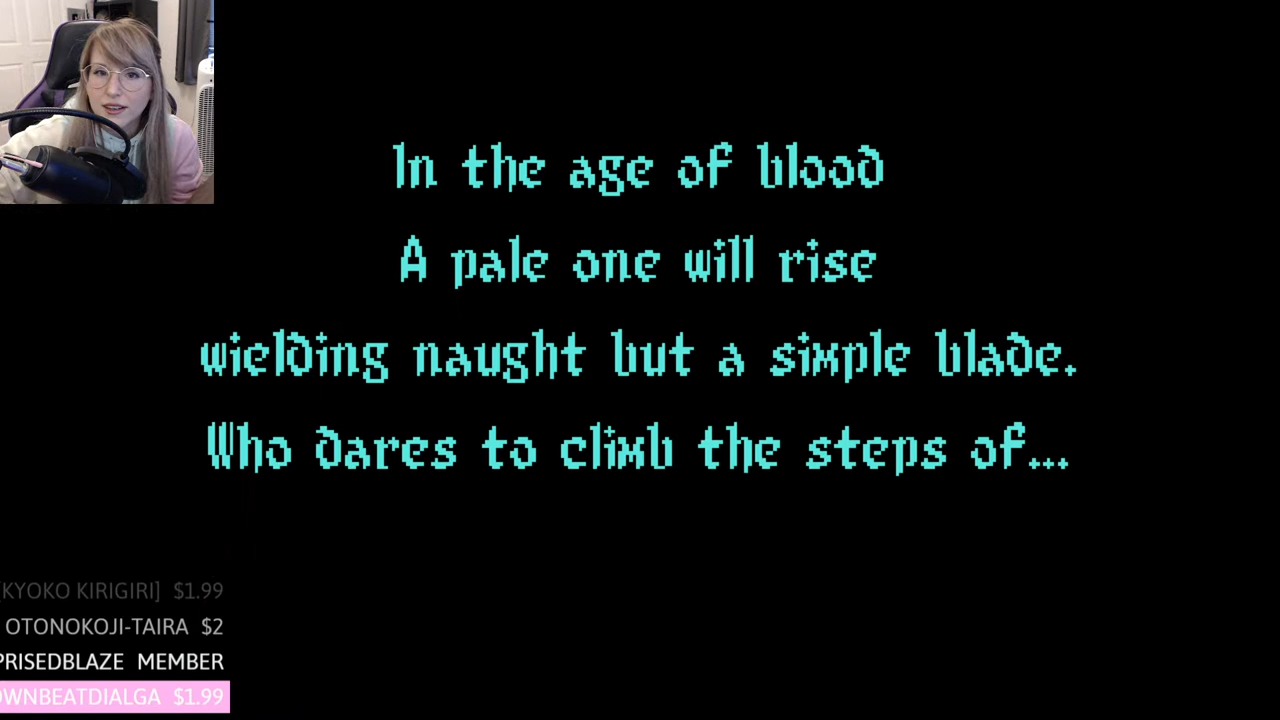 In the age of blood
A pale one will rise
wielding naught but a simple blade.
Who dares to climb the steps of...
[KYOKO KIRIGIRI] $1.99
OTONOKOJI-TAIRA $2
PRISEDBLAZE MEMBER
OWNBEATDIALGA $1.99